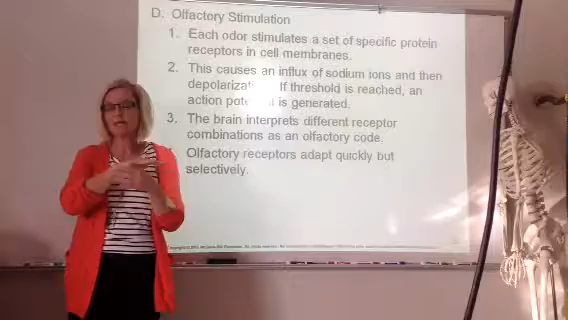 D. Olfactory Stimulation
1. Each odor stimulates a set of specific protein
receptors in cell membranes.
2. This causes an influx of sodium ions and then
depolarizat If threshold is reached, an
action pote is generated.
3. The brain interprets different receptor
combinations as an olfactory code.
Olfactory receptors adapt quickly but
selectively.